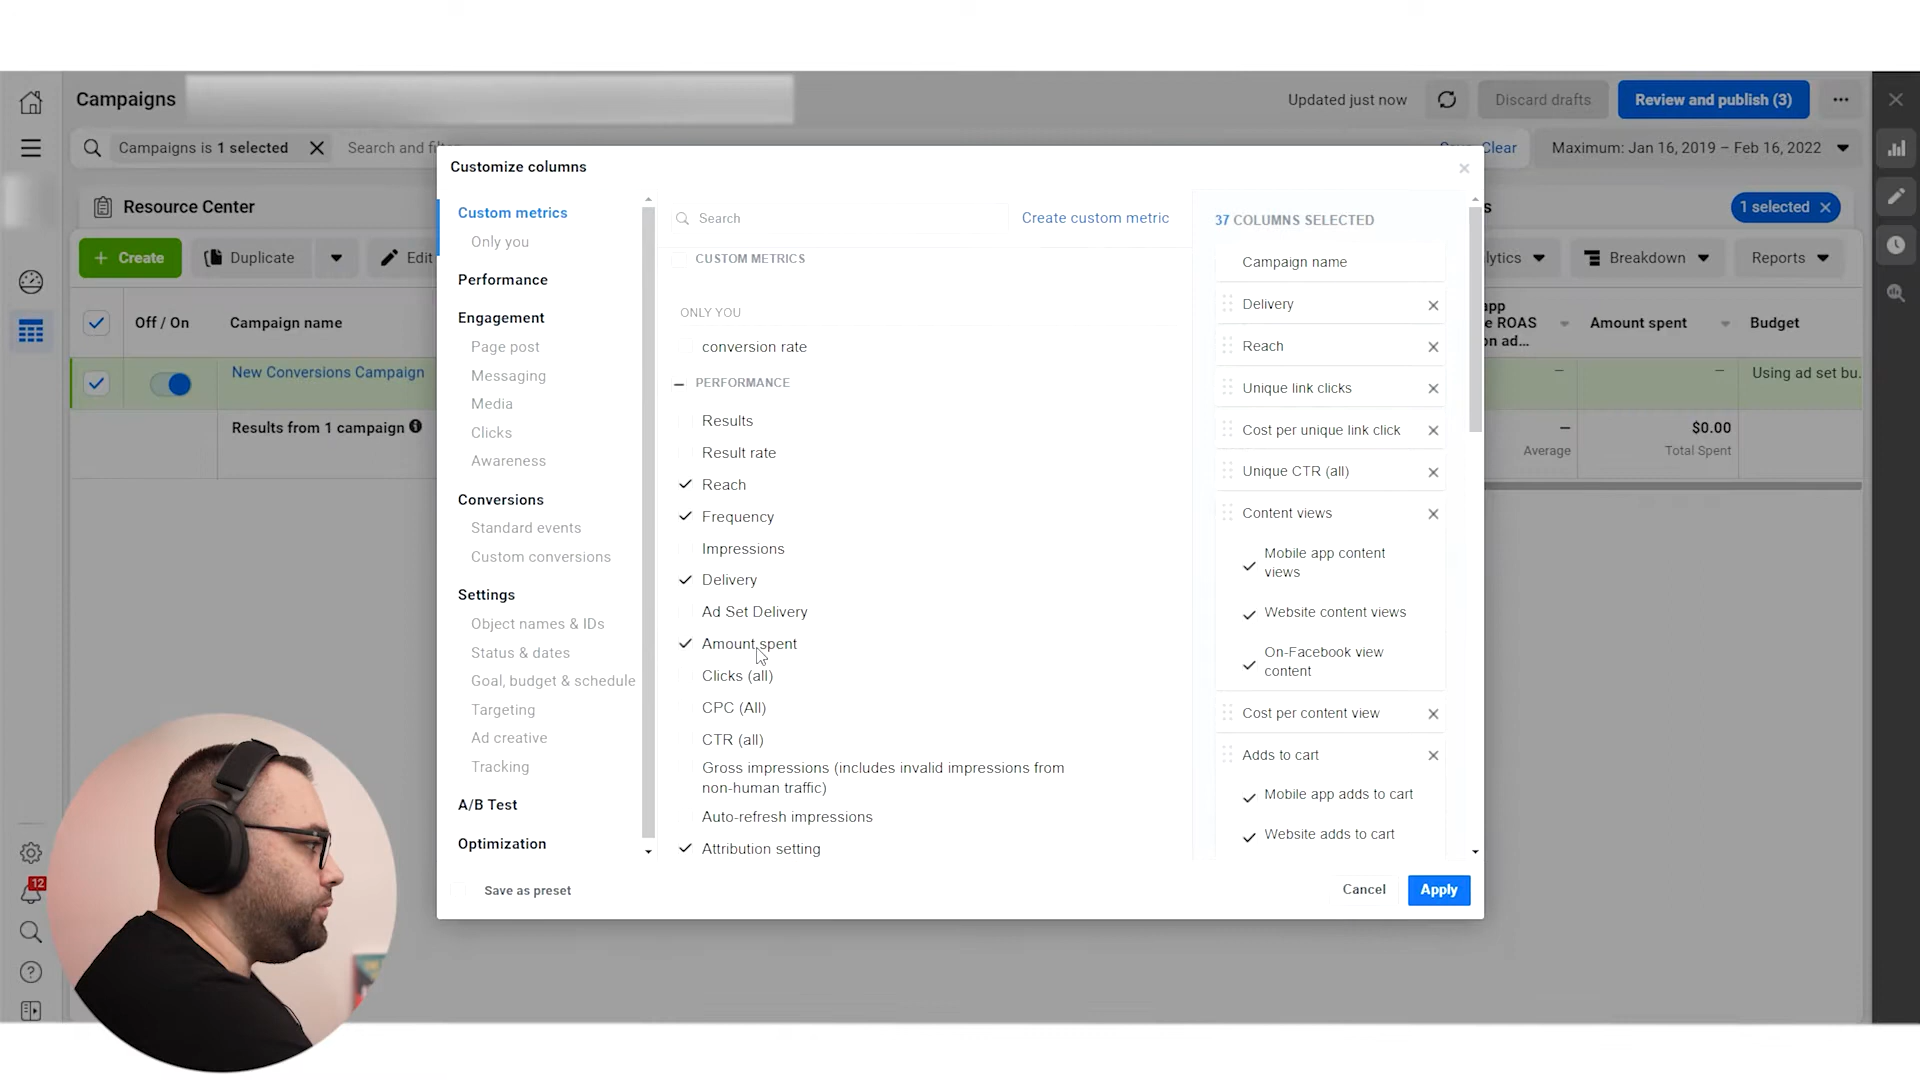 Campaigns
Updated just now
Discard drafts
Review and publish (3)
Campaigns is 1 selected
Search and
Clear
Maximum: Jan 16, 2019 – Feb 16, 2022
Resource Center
1 selected
Create
Duplicate
Edit
Breakdown
Reports
Off / On
Campaign name
Amount spent
Budget
ROAS
New Conversions Campaign
—
—
Using ad set bu...
Results from 1 campaign
—
Average
$0.00
Total Spent
12
Customize columns
Custom metrics
Only you
Performance
Engagement
Page post
Messaging
Media
Clicks
Awareness
Conversions
Standard events
Custom conversions
Settings
Object names & IDs
Status & dates
Goal, budget & schedule
Targeting
Ad creative
Tracking
A/B Test
Optimization
Search
Create custom metric
CUSTOM METRICS
ONLY YOU
conversion rate
PERFORMANCE
Results
Result rate
Reach
Frequency
Impressions
Delivery
Ad Set Delivery
Amount spent
Clicks (all)
CPC (All)
CTR (all)
Gross impressions (includes invalid impressions from
non-human traffic)
Auto-refresh impressions
Attribution setting
37 COLUMNS SELECTED
Campaign name
Delivery
Reach
Unique link clicks
Cost per unique link click
Unique CTR (all)
Content views
Mobile app content
views
Website content views
On-Facebook view
content
Cost per content view
Adds to cart
Mobile app adds to cart
Website adds to cart
Save as preset
Cancel
Apply